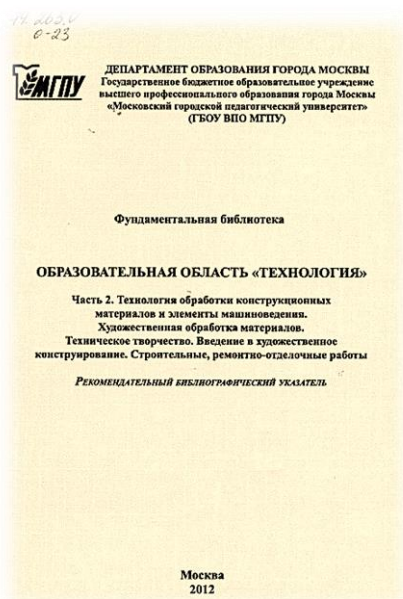 О-23
МГПУ
ДЕПАРТАМЕНТ ОБРАЗОВАНИЯ ГОРОДА МОСКВЫ
Государственное бюджетное образовательное учреждение
высшего профессионального образования города Москвы
«Московский городской педагогический университет»
(ГБОУ ВПО МГПУ)
Фундаментальная библиотека
ОБРАЗОВАТЕЛЬНАЯ ОБЛАСТЬ «ТЕХНОЛОГИЯ»
Часть 2. Технология обработки конструкционных
материалов и элементы машиноведения.
Художественная обработка материалов.
Техническое творчество. Введение в художественное
конструирование. Строительные, ремонтно-отделочные работы
РЕКОМЕНДАТЕЛЬНЫЙ БИБЛИОГРАФИЧЕСКИЙ УКАЗАТЕЛЬ
Москва
2012